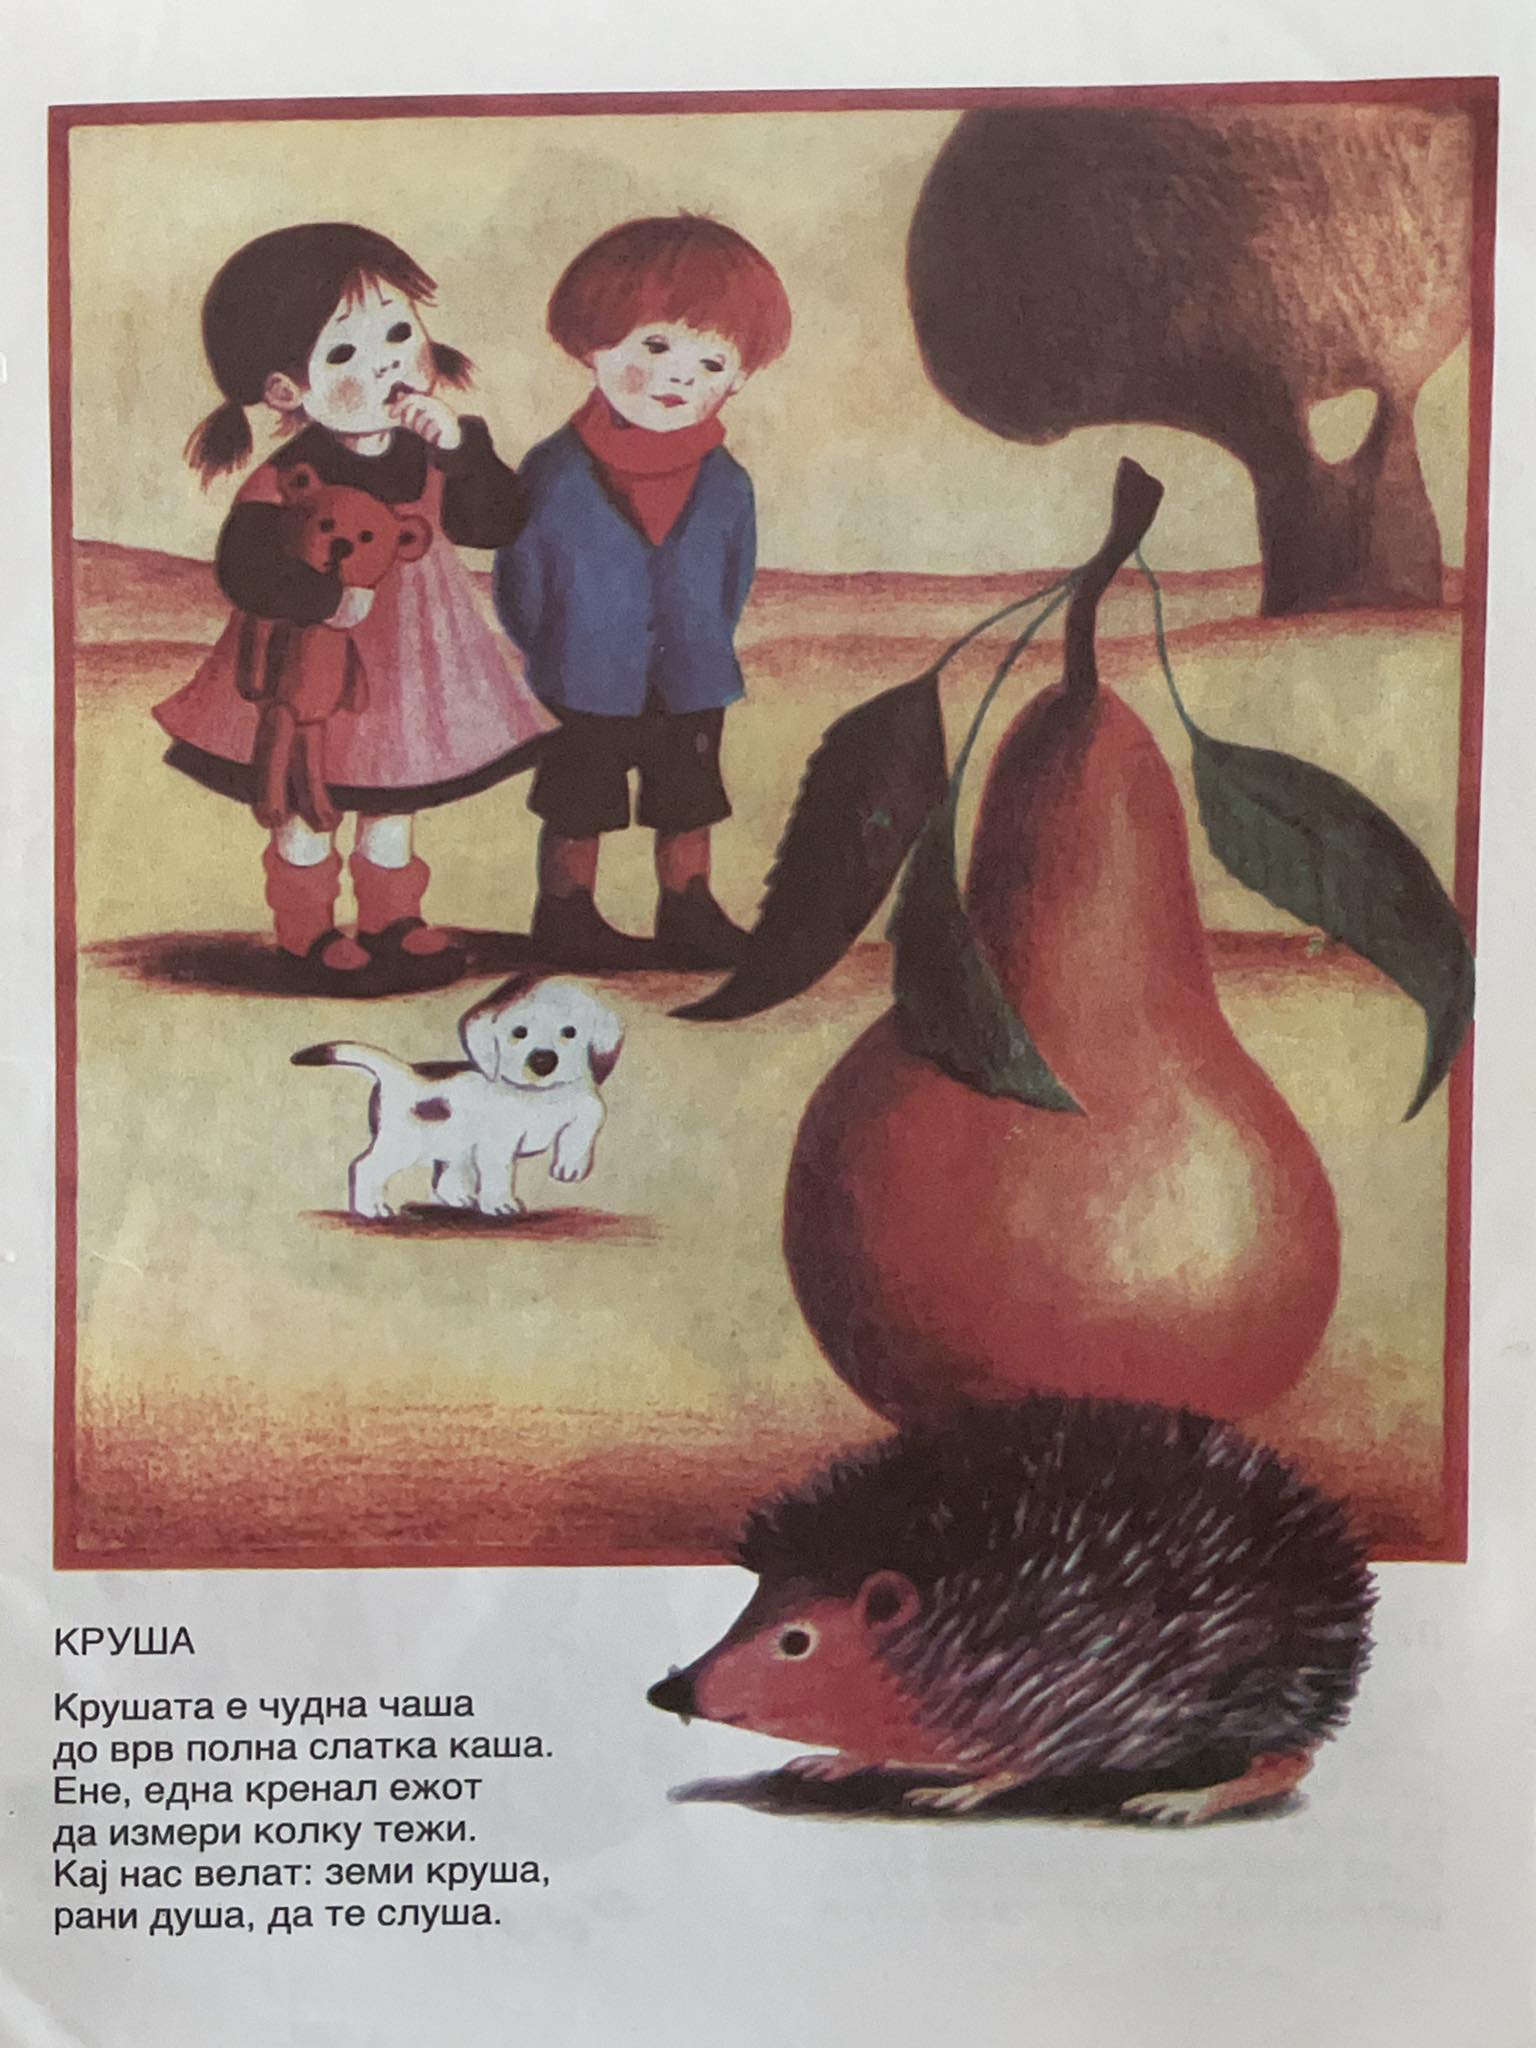 КРУША
Крушата е чудна чаша
до врв полна слатка каша.
Ене, една кренал ежот
да измери колку тежи.
Кај нас велат: земи круша,
рани душа, да те слуша.